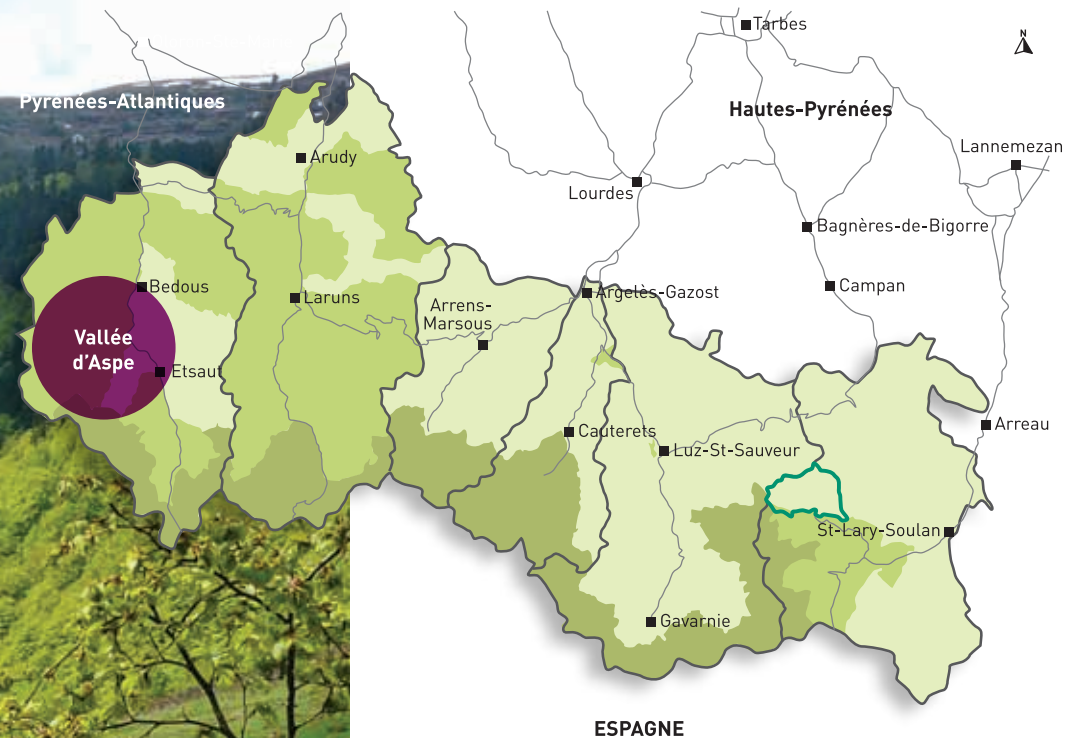 Tarbes
N
Pyrenées-Atlantiques
Hautes-Pyrénées
Lannemezan
Arudy
Lourdes
Bagnères-de-Bigorre
Bedous
Laruns
Argelès-Gazost
Campan
Arrens-
Marsous
Vallée
d'Aspe
Etsaut
Cauterets
Luz-St-Sauveur
Arreau
St-Lary-Soulan
Gavarnie
ESPAGNE